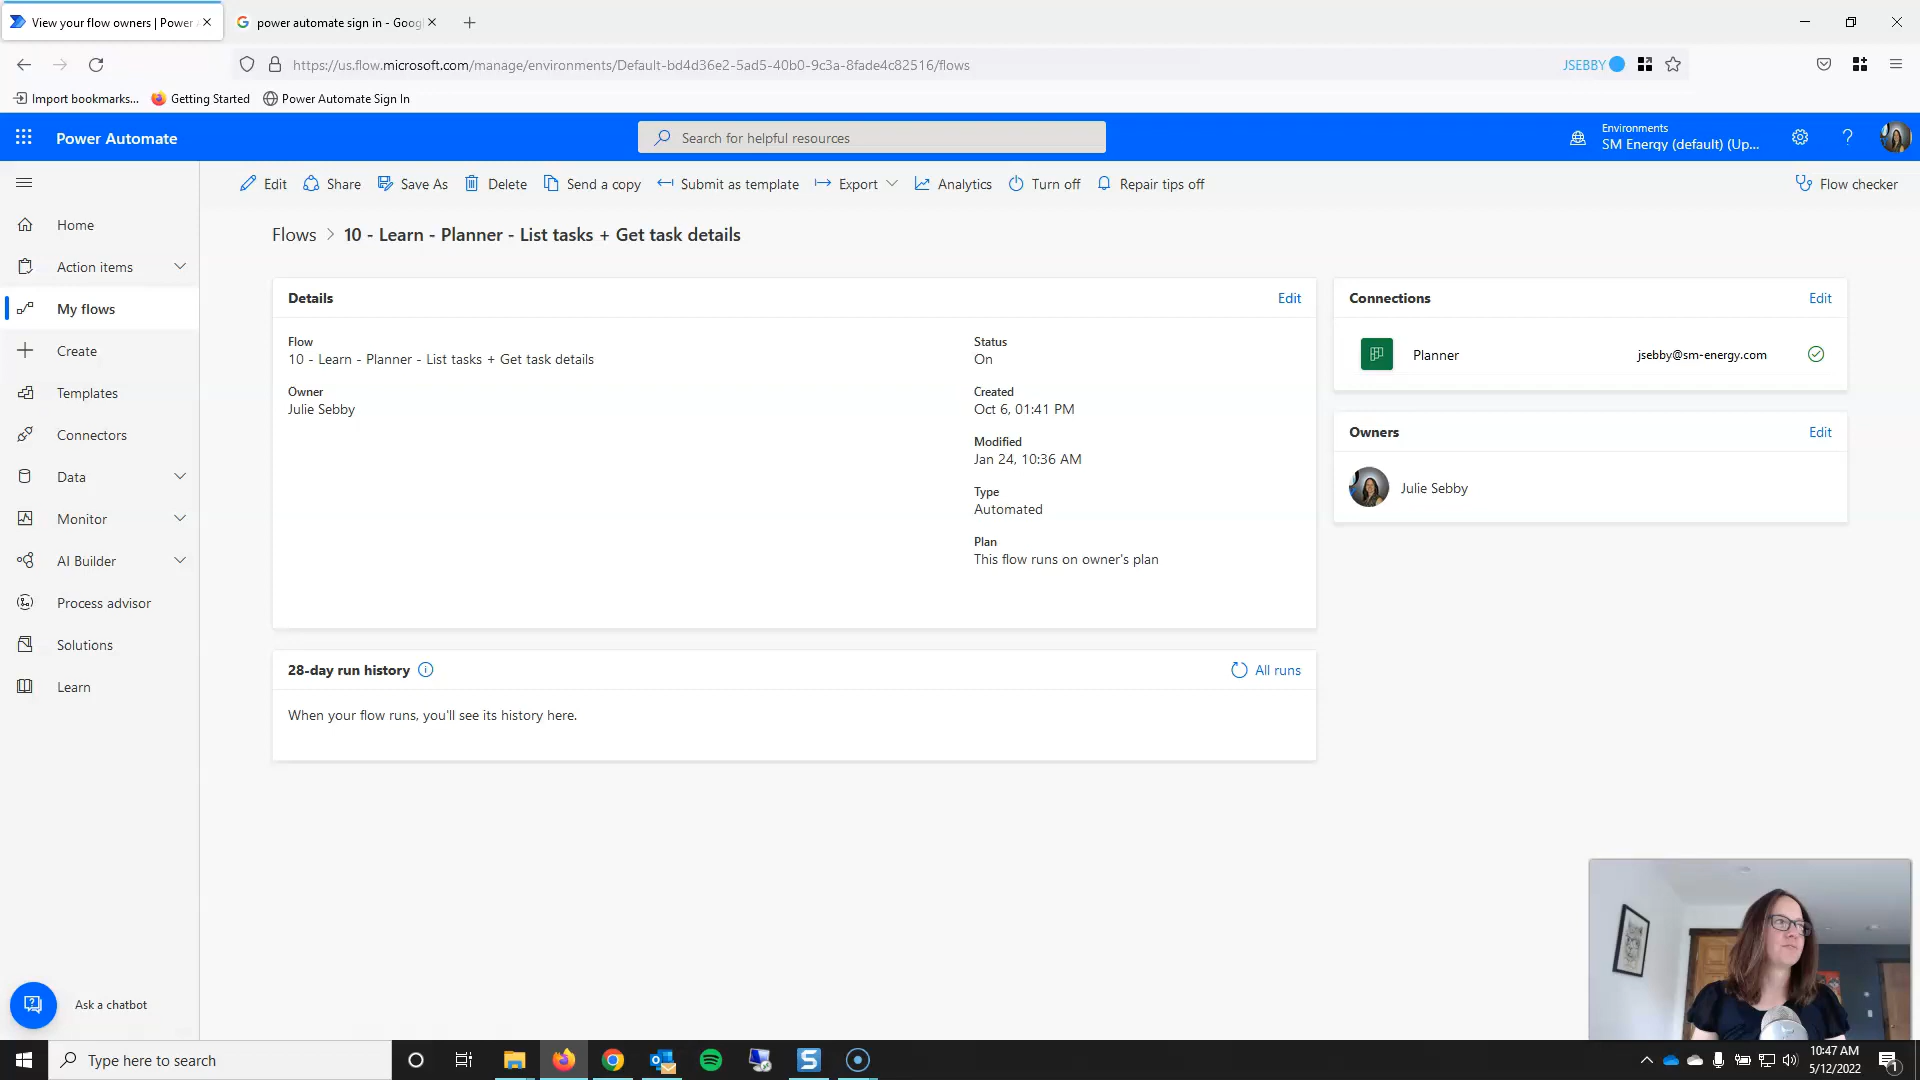 View your flow owners | Power
power automate sign in - Goog
https://us.flow.microsoft.com/manage/environments/Default-bd4d36e2-5ad5-40b0-9c3a-8fade4c82516/flows
JSEBBY
Import bookmarks...
Getting Started
Power Automate Sign In
Power Automate
Search for helpful resources
Environments
SM Energy (default) (Up...
Edit
Share
Save As
Delete
Send a copy
Submit as template
Export
Analytics
Turn off
Repair tips off
Flow checker
Home
Action items
My flows
Create
Templates
Connectors
Data
Monitor
AI Builder
Process advisor
Solutions
Learn
Ask a chatbot
Flows > 10 - Learn - Planner - List tasks + Get task details
Details
Edit
Flow
10 - Learn - Planner - List tasks + Get task details
Owner
Julie Sebby
Status
On
Created
Oct 6, 01:41 PM
Modified
Jan 24, 10:36 AM
Type
Automated
Plan
This flow runs on owner's plan
Connections
Edit
Planner
jsebby@sm-energy.com
Owners
Edit
Julie Sebby
28-day run history
All runs
When your flow runs, you'll see its history here.
Type here to search
10:47 AM
5/12/2022
1